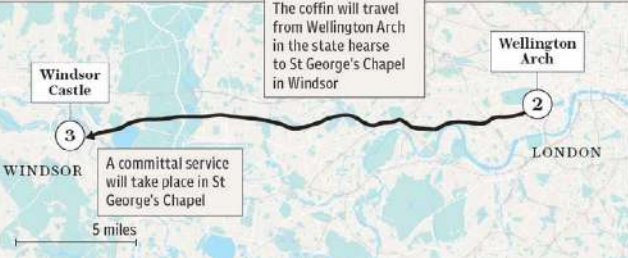 The coffin will travel
from Wellington Arch
in the state hearse
to St George's Chapel
in Windsor
Wellington
Arch
2
LONDON
Windsor
Castle
3
WINDSOR
A committal service
will take place in St
George's Chapel
5 miles